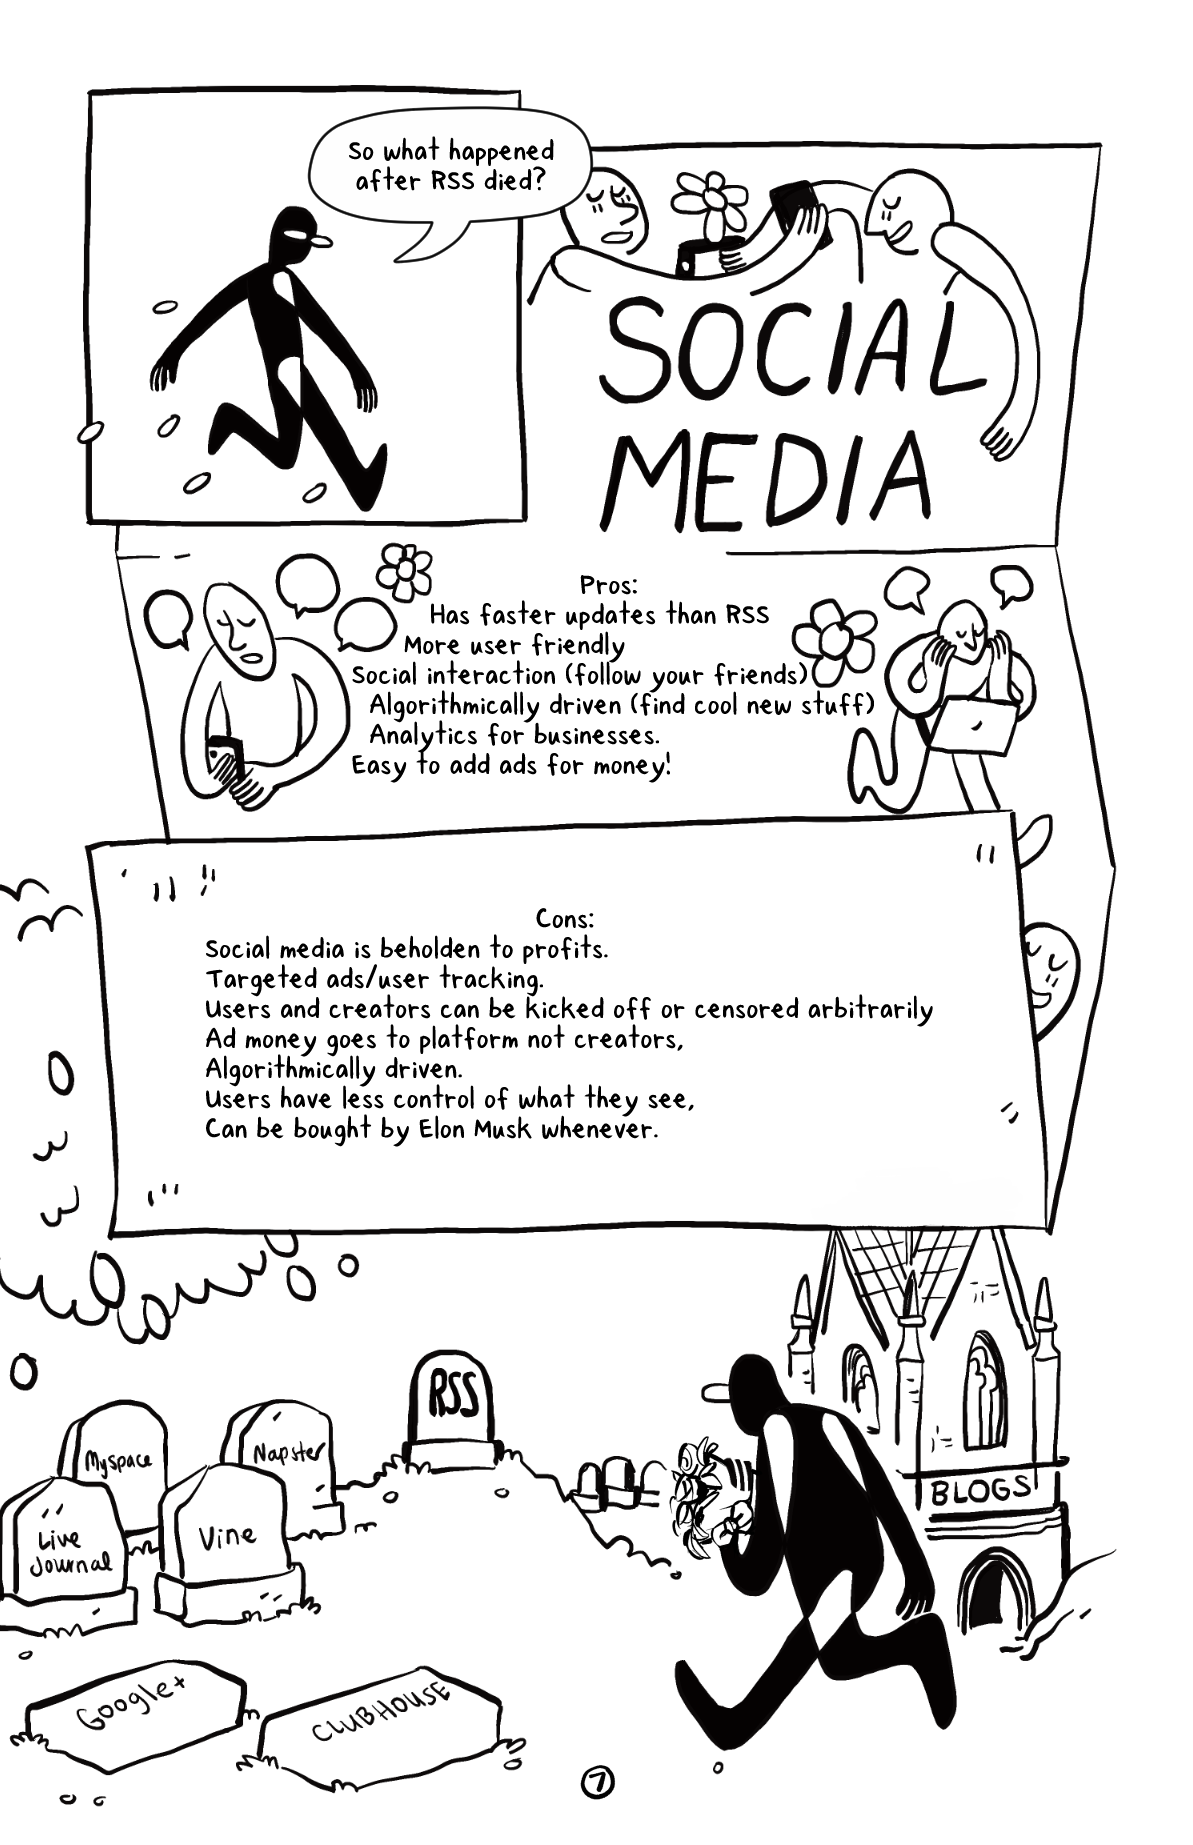 So what happened
after RSS died?
SOCIAL
MEDIA
Pros:
Has faster updates than RSS
More user friendly
Social interaction (follow your friends)
Algorithmically driven (find cool new stuff)
Analytics for businesses.
Easy to add ads for money!
Cons:
Social media is beholden to profits.
Targeted ads/user tracking.
Users and creators can be kicked off or censored arbitrarily
Ad money goes to platform not creators,
Algorithmically driven.
Users have less control of what they see,
Can be bought by Elon Musk whenever.
RSS
Myspace
Napster
Live
Journal
Vine
BLOGS
Google+
CLUBHOUSE
7